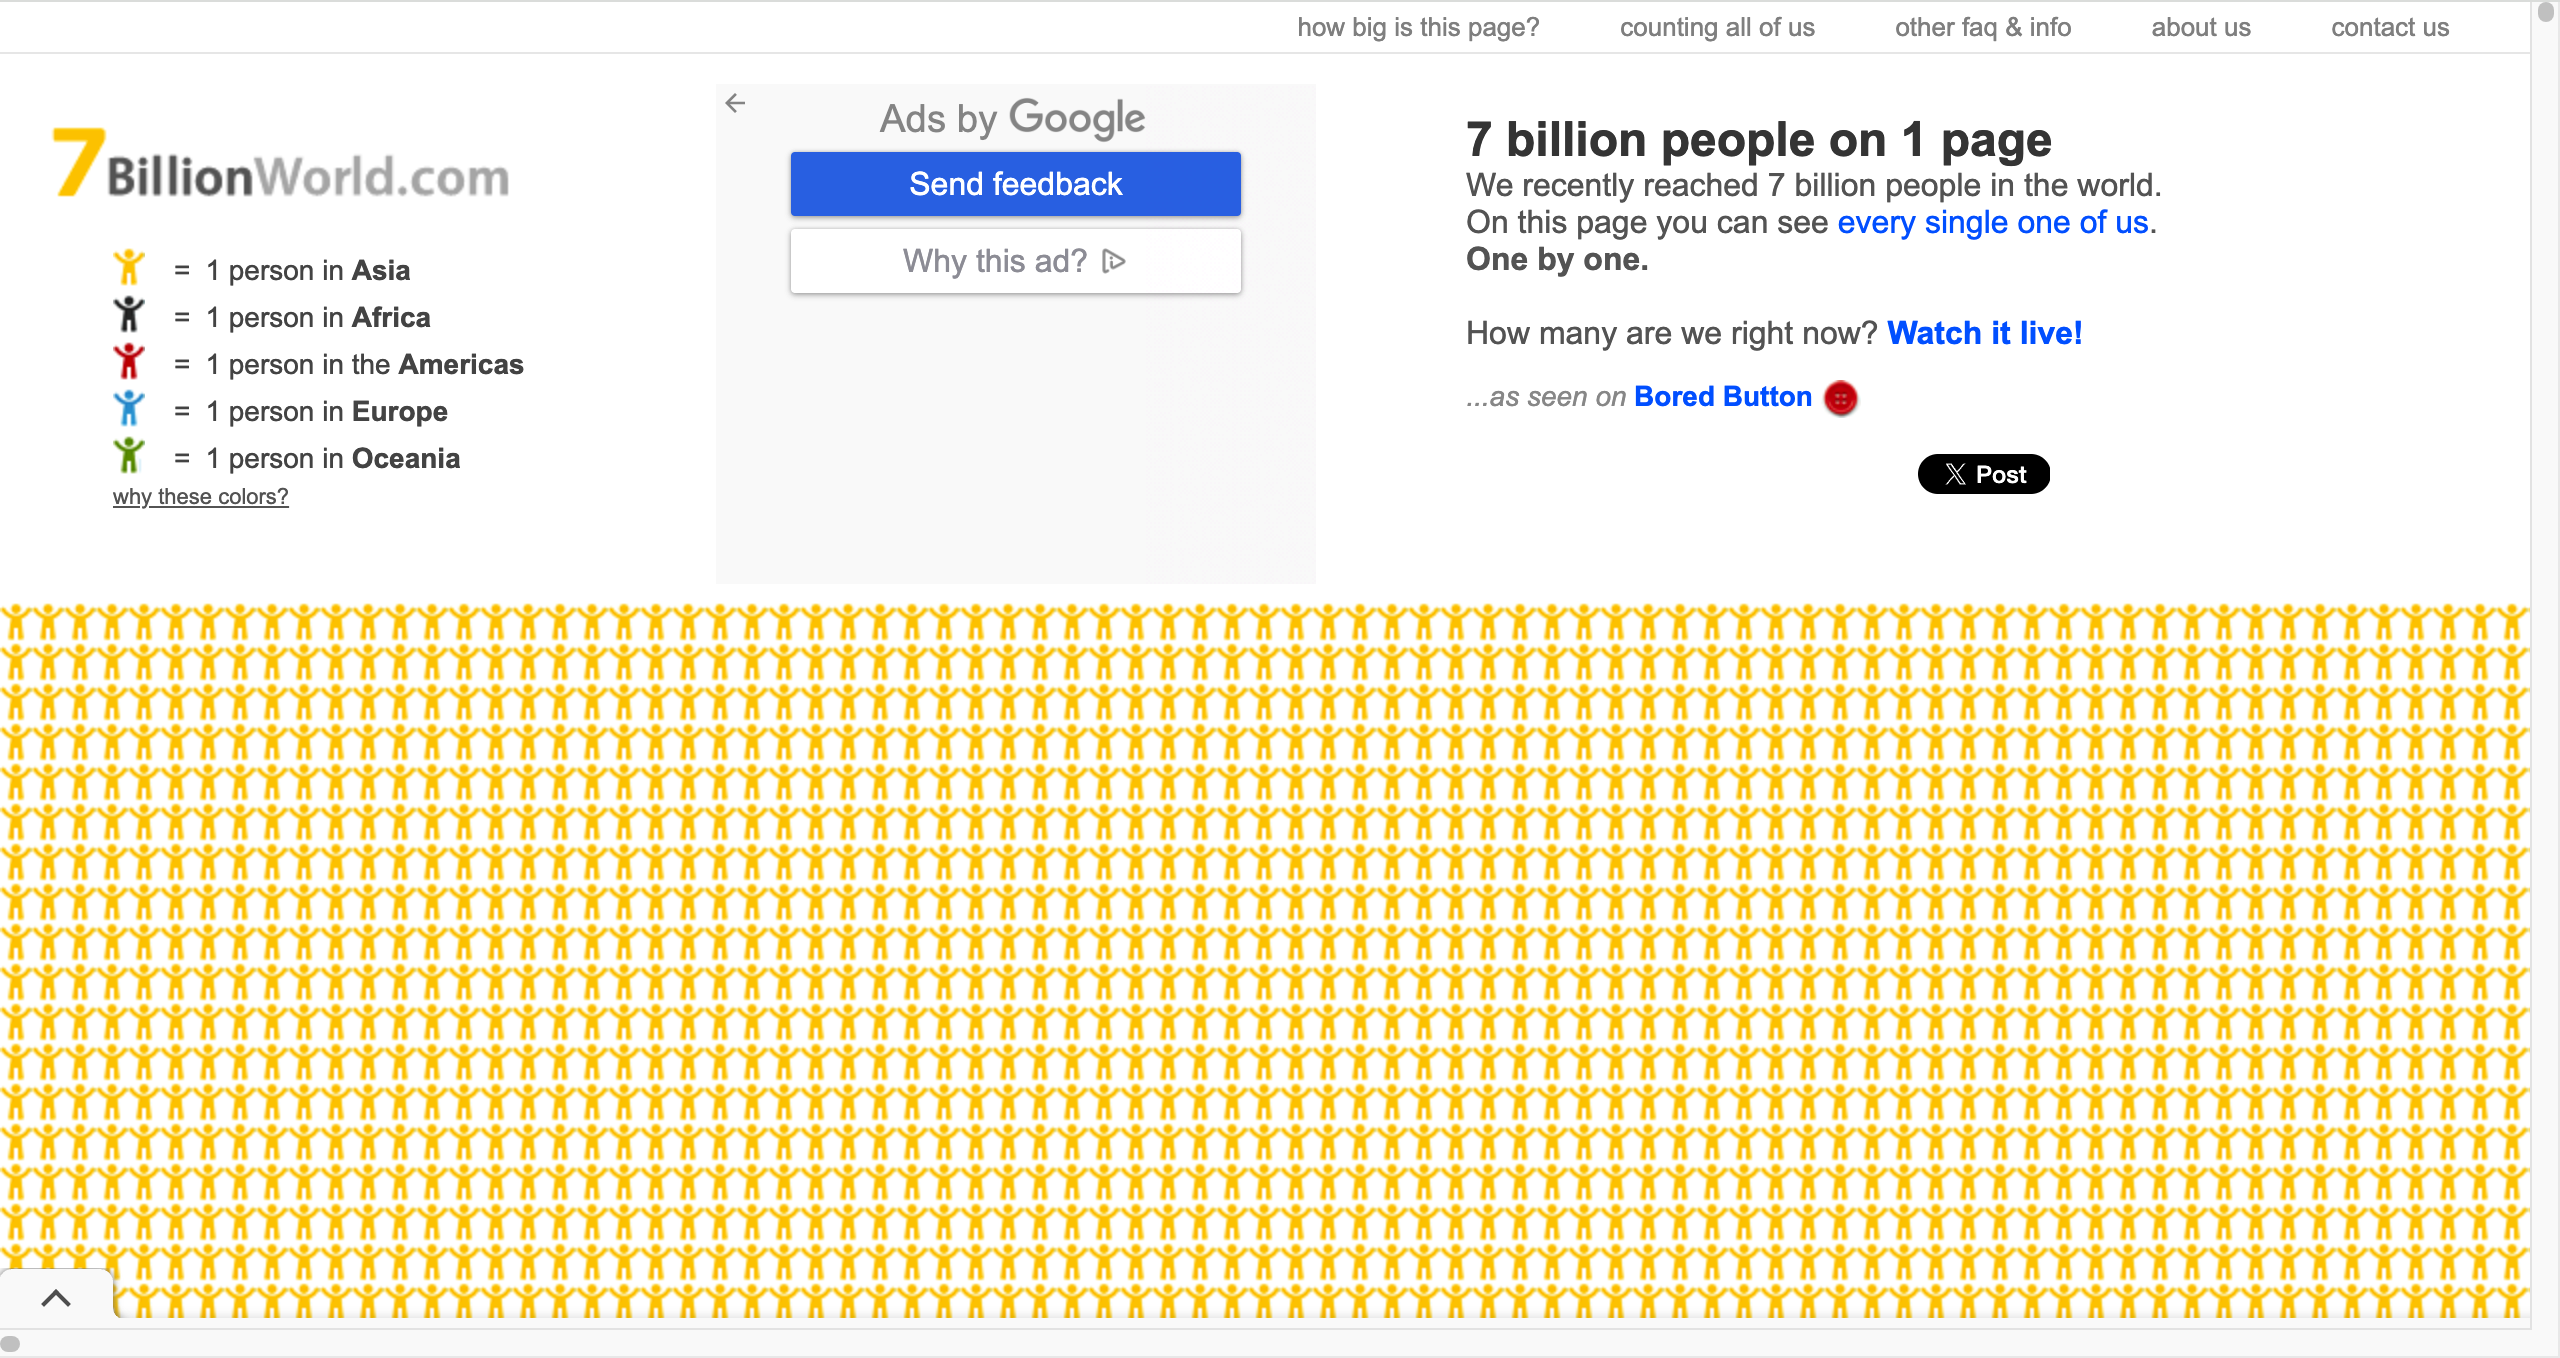 how big is this page? counting all of us other faq & info about us contact us
7BillionWorld.com
= 1 person in Asia
= 1 person in Africa
= 1 person in the Americas
= 1 person in Europe
= 1 person in Oceania
why these colors?
Ads by Google
Send feedback
Why this ad?
7 billion people on 1 page
We recently reached 7 billion people in the world.
On this page you can see every single one of us.
One by one.
How many are we right now? Watch it live!
...as seen on Bored Button
X Post